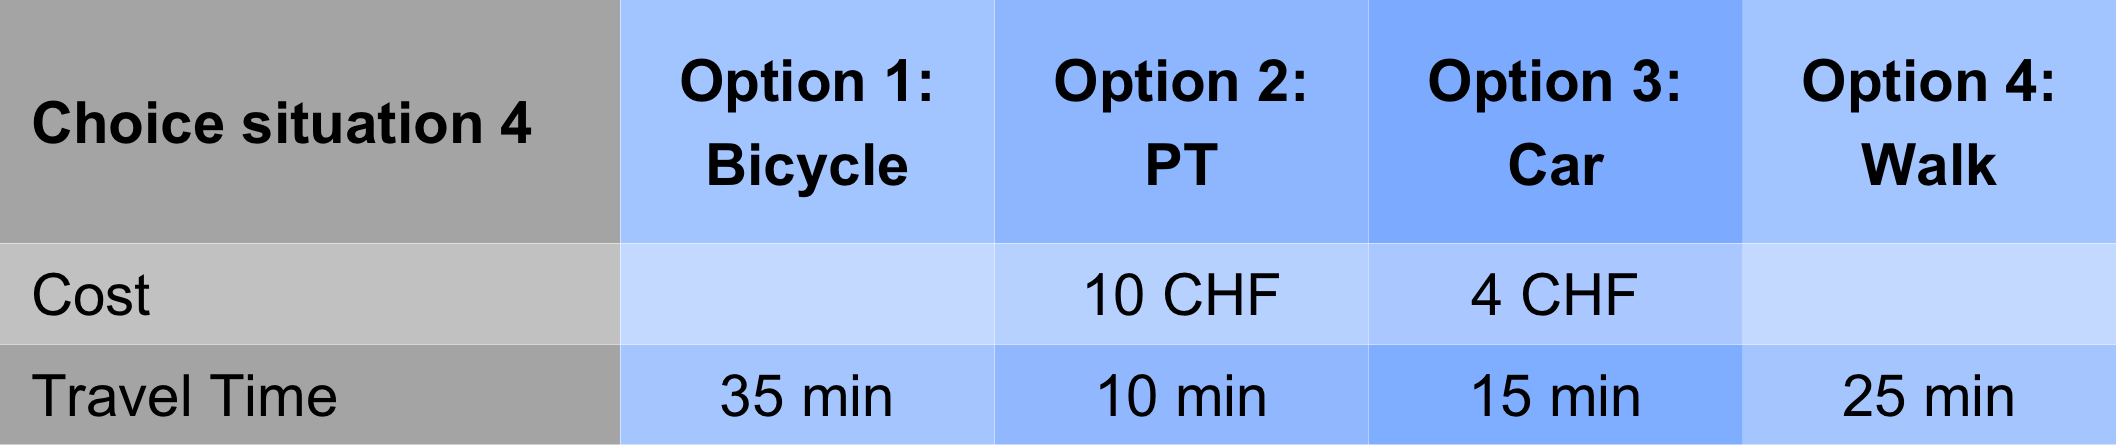 Choice situation 4
Option 1:
Bicycle
Option 2:
PT
Option 3:
Car
Option 4:
Walk
Cost 10 CHF 4 CHF
Travel Time 35 min 10 min 15 min 25 min